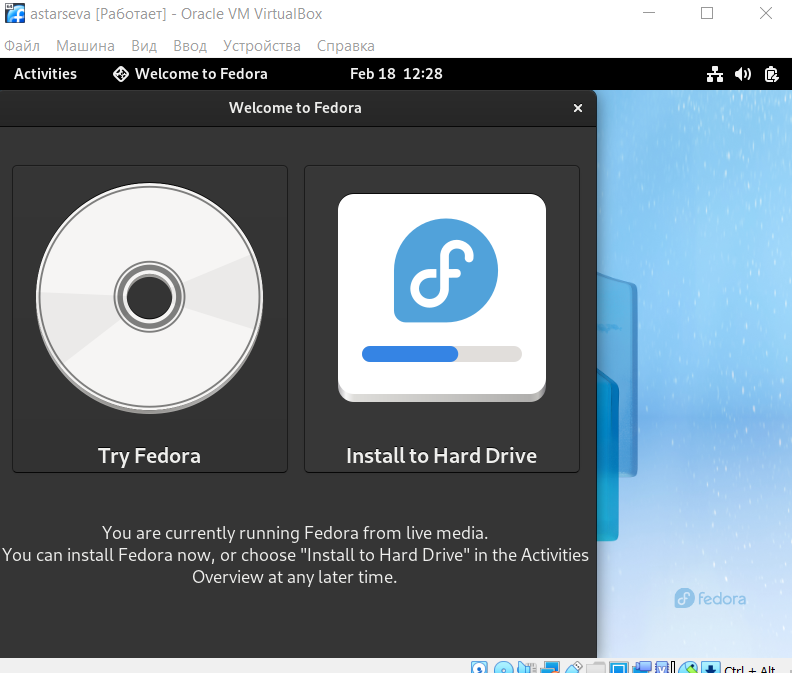 astarseva [Работает] - Oracle VM VirtualBox
Файл Машина Вид Ввод Устройства Справка
Activities Welcome to Fedora Feb 18 12:28
Welcome to Fedora
Try Fedora
Install to Hard Drive
You are currently running Fedora from live media.
You can install Fedora now, or choose "Install to Hard Drive" in the Activities
Overview at any later time.
fedora
Ctrl + Alt